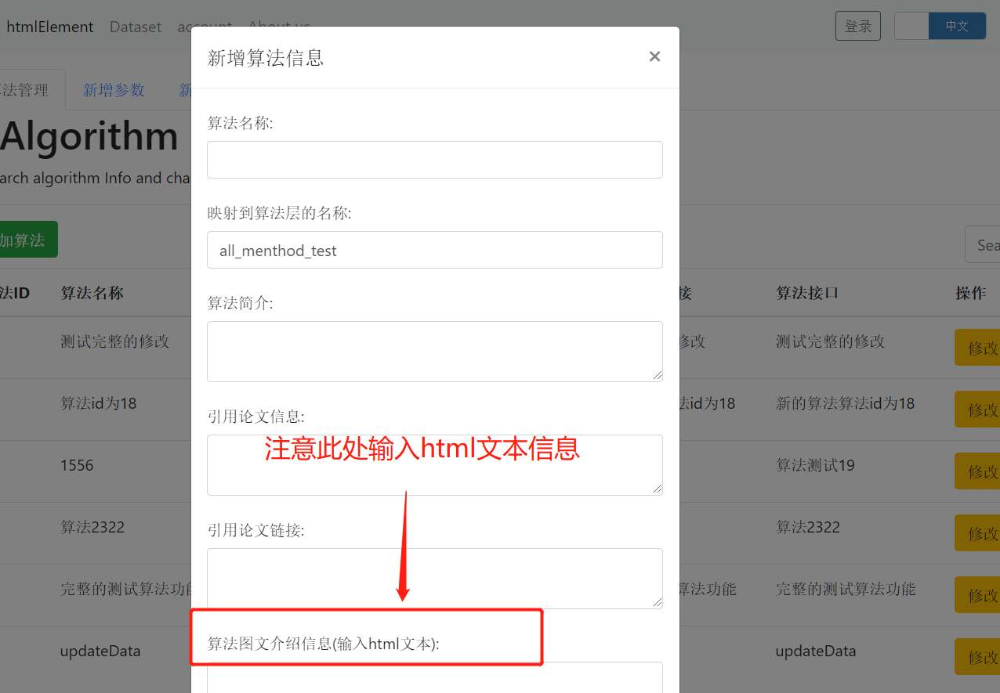 htmlElement Dataset account About us 登录 中文
新增算法信息 ×
法管理 新增参数 新
算法名称:
Algorithm
arch algorithm Info and cha
映射到算法层的名称:
加算法 all_menthod_test Sea
法ID 算法名称 算法简介: 接 算法接口 操作
测试完整的修改 修改 测试完整的修改 修改
算法id为18 引用论文信息: 法id为18 新的算法算法id为18 修改
注意此处输入html文本信息
1556 算法测试19 修改
算法2322 引用论文链接: 算法2322 修改
完整的测试算法功能 算法功能 完整的测试算法功能 修改
算法图文介绍信息(输入html文本):
updateData updateData 修改